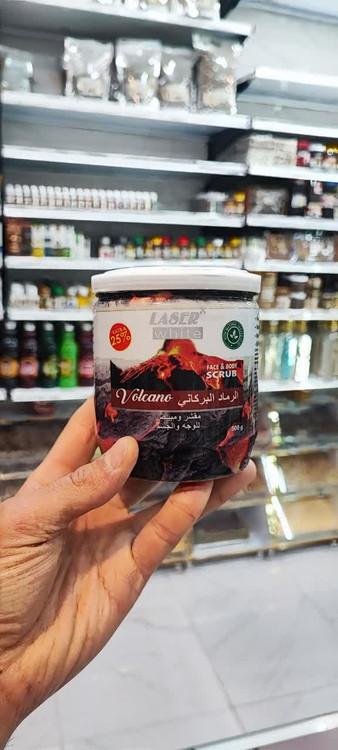 LASER
white
EXTRA
25%
FACE & BODY
SCRUB
Volcano الرماد البركاني
مقشر ومبيض
للوجه والجسم
500 g